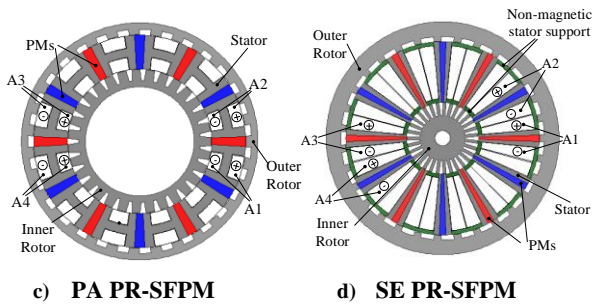 PMs
Stator
A3
A2
Outer
Rotor
A4
A1
Inner
Rotor
c) PA PR-SFPM
Non-magnetic
stator support
Outer
Rotor
A2
A3
A1
A4
Stator
Inner
Rotor
PMs
d) SE PR-SFPM